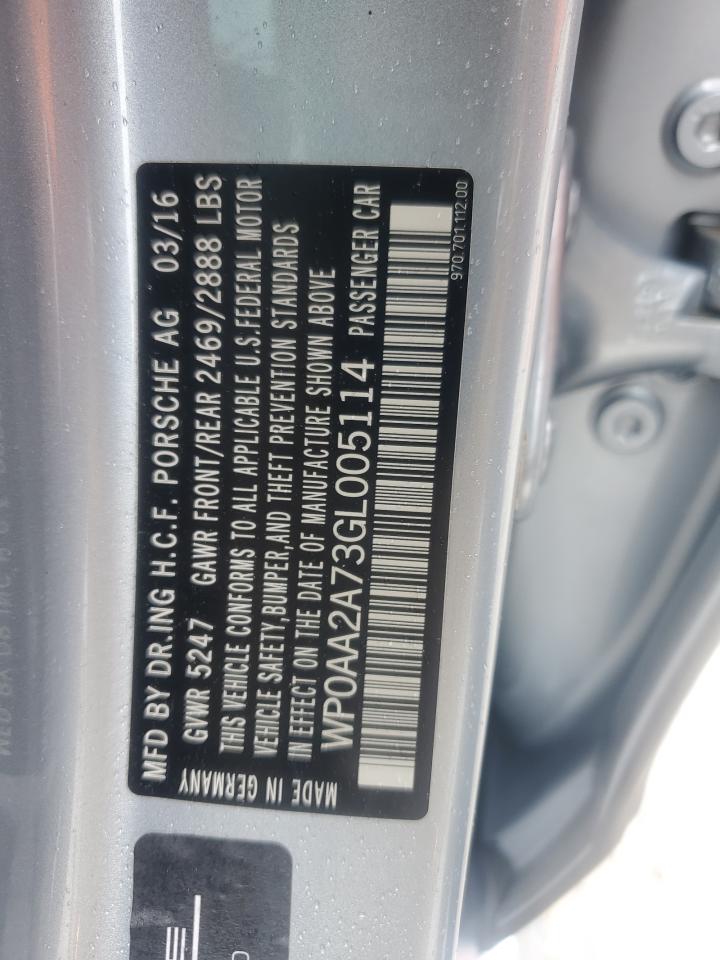 MFD BY DR.ING H.C.F. PORSCHE AG 03/16
GVWR 5247 GAWR FRONT/REAR 2469/2888 LBS
THIS VEHICLE CONFORMS TO ALL APPLICABLE U.S.FEDERAL MOTOR
VEHICLE SAFETY,BUMPER,AND THEFT PREVENTION STANDARDS
IN EFFECT ON THE DATE OF MANUFACTURE SHOWN ABOVE
WP0AA2A73GL005114 PASSENGER CAR
MADE IN GERMANY
970.701.112.00